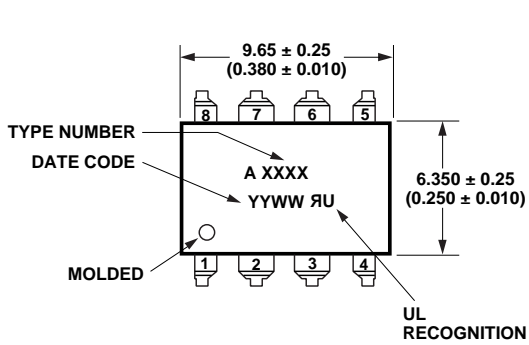 9.65 ± 0.25
(0.380 ± 0.010)
8 7 6 5
TYPE NUMBER
DATE CODE
A XXXX
YYWW ЯU
6.350 ± 0.25
(0.250 ± 0.010)
MOLDED
1 2 3 4
UL
RECOGNITION